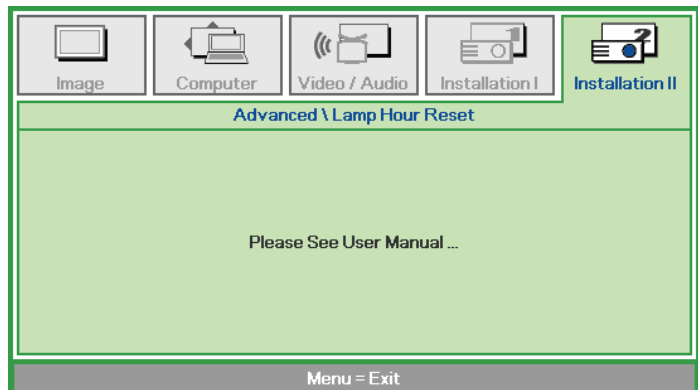 Image Computer Video / Audio Installation I Installation II
Advanced \ Lamp Hour Reset
Please See User Manual ...
Menu = Exit